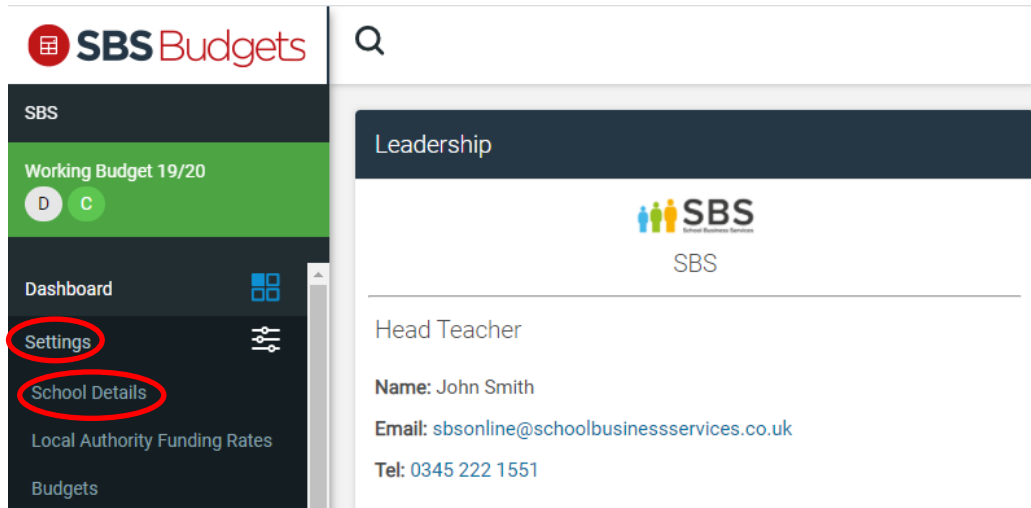 SBS Budgets
SBS
Working Budget 19/20
D C
Dashboard
Settings
School Details
Local Authority Funding Rates
Budgets
Leadership
SBS
School Business Services
SBS
Head Teacher
Name: John Smith
Email: sbsonline@schoolbusinessservices.co.uk
Tel: 0345 222 1551